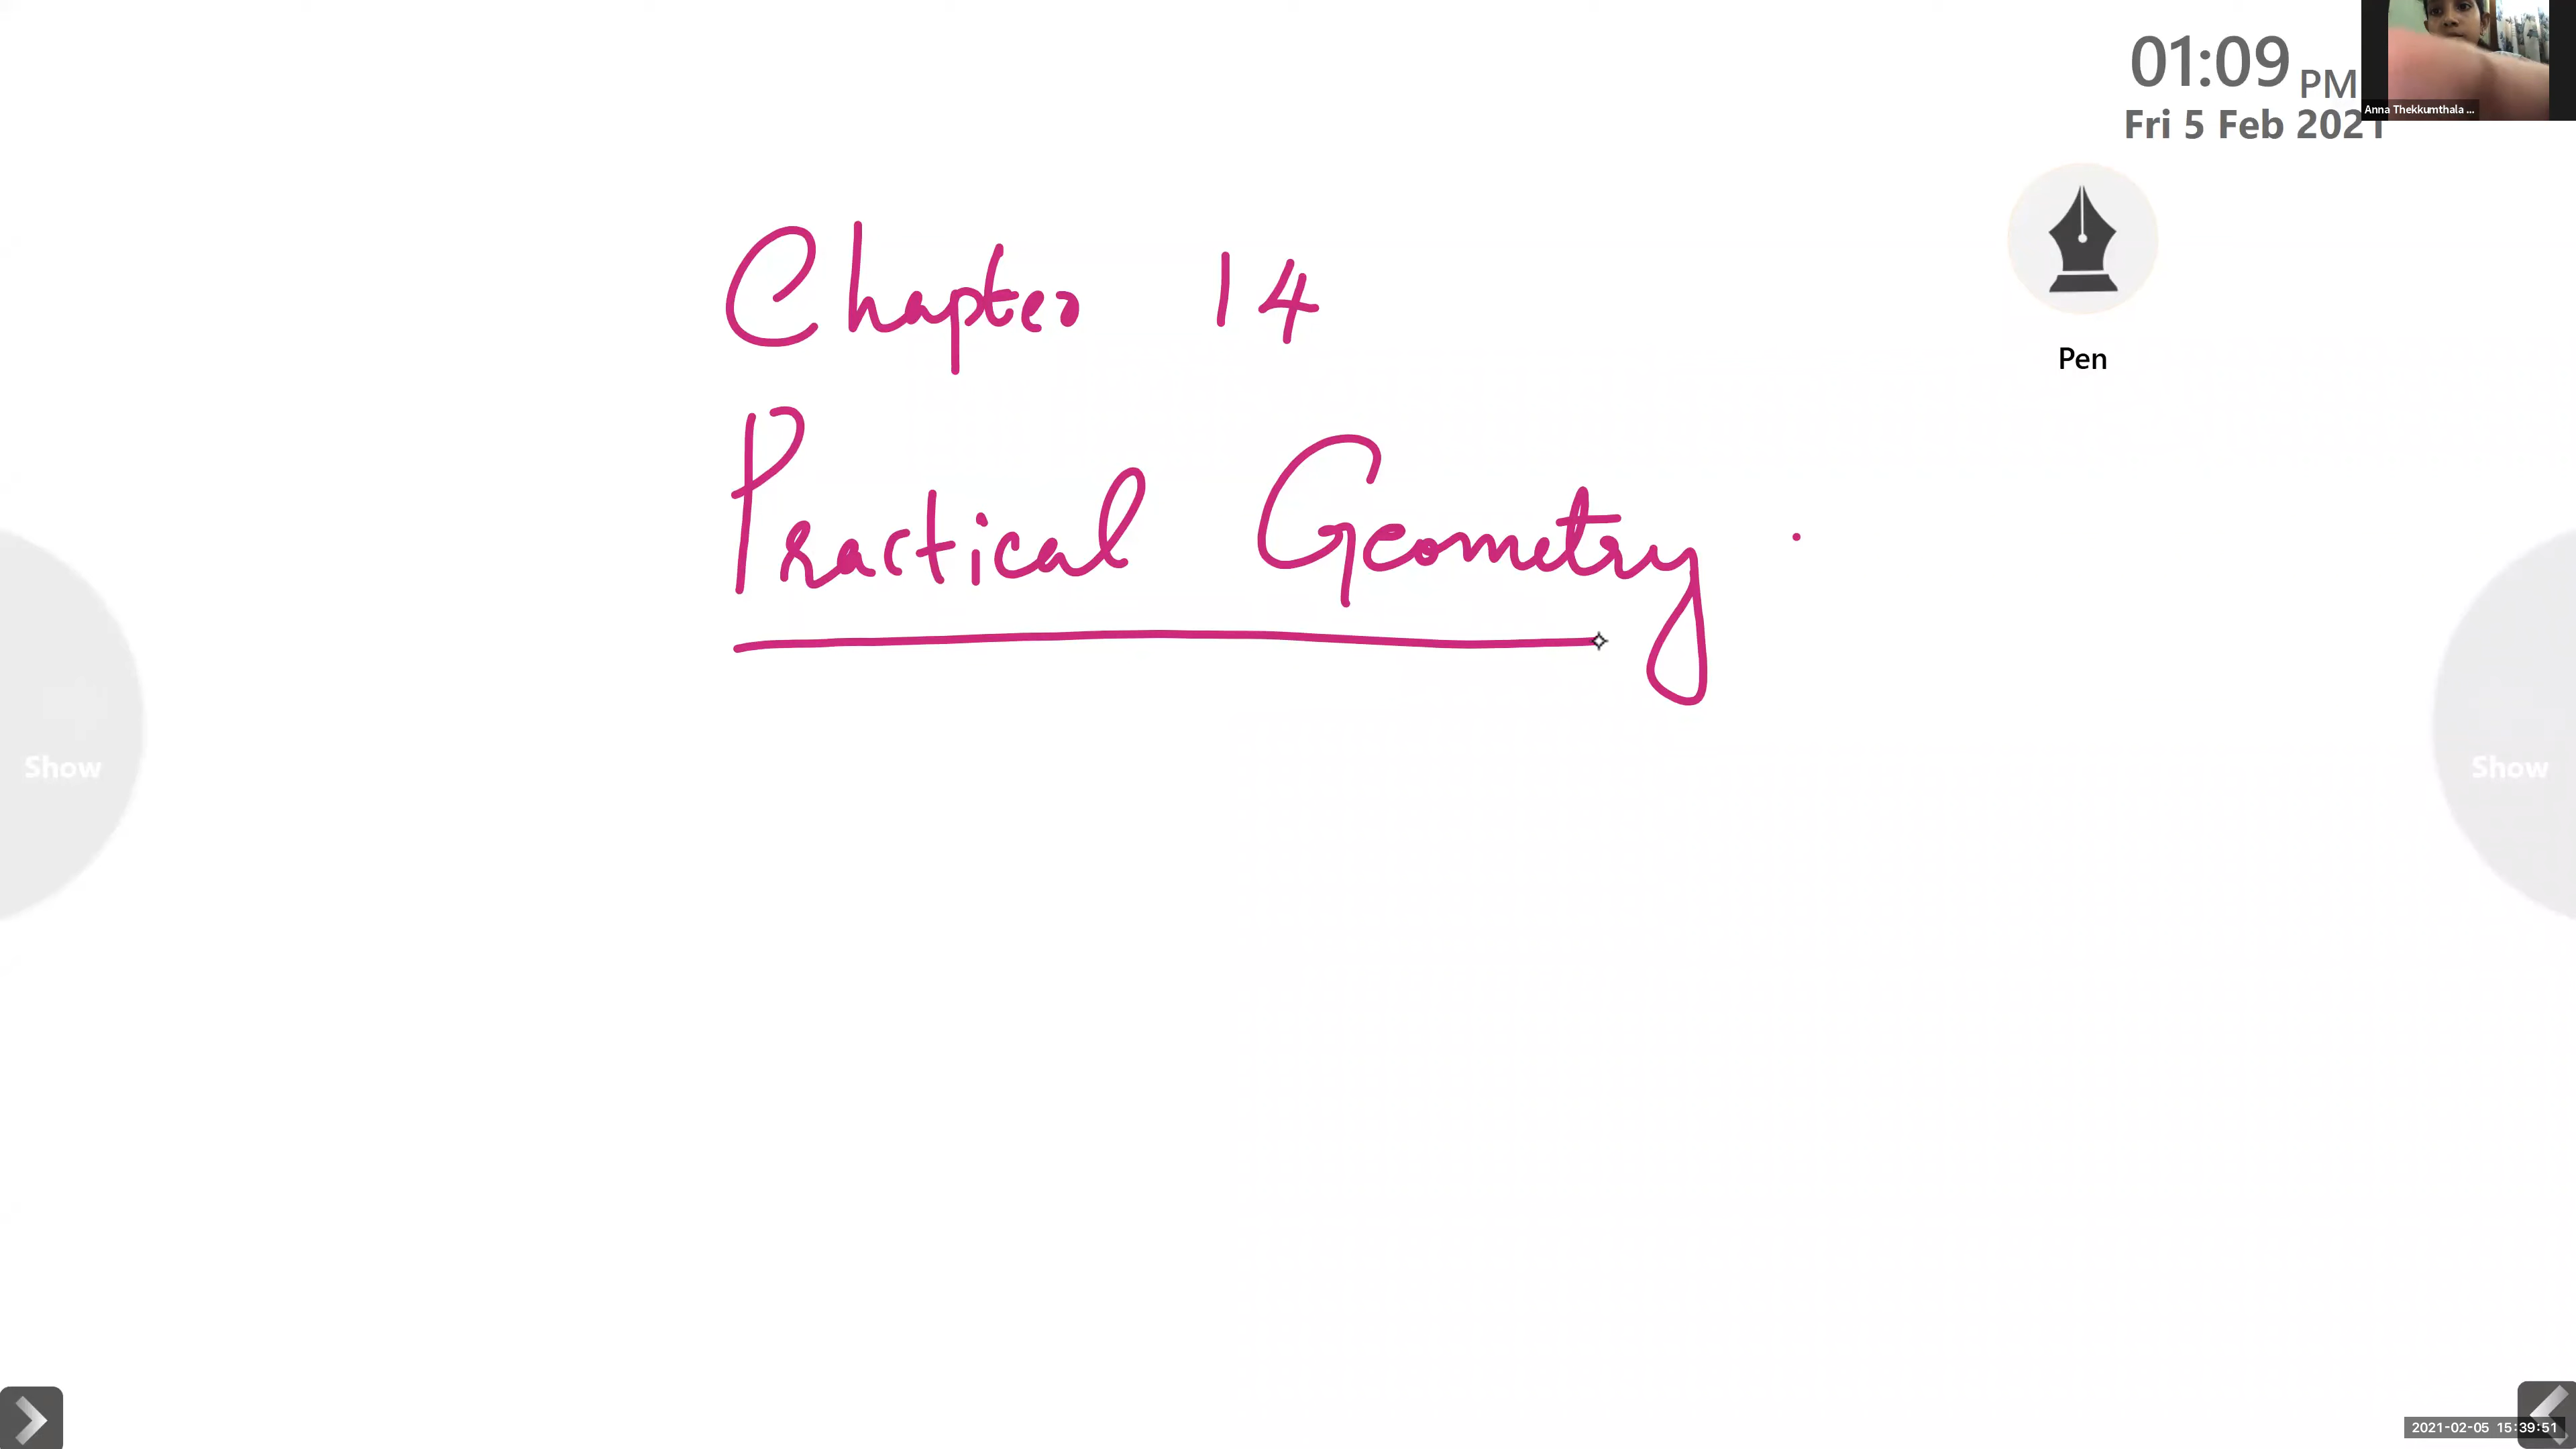 01:09 PM
Fri 5 Feb 2021
Anna Thekkumthala ...
Pen
Chapter 14
Practical Geometry .
Show
Show
2021-02-05 15:39:51